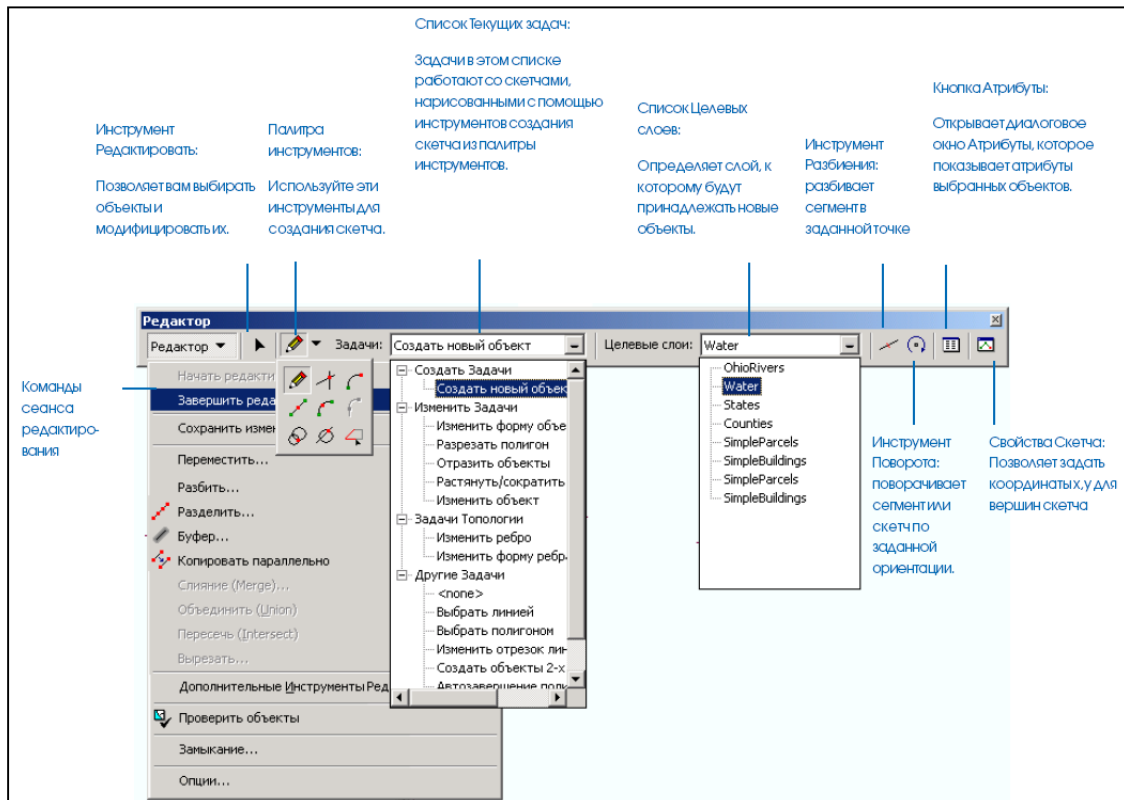 Список Текущих задач:
Задачи в этом списке
работают со скетчами,
нарисованными с помощью
инструментов создания
скетча из палитры
инструментов.
Кнопка Атрибуты:
Открывает диалоговое
окно Атрибуты, которое
показывает атрибуты
выбранных объектов.
Список Целевых
слоев:
Определяет слой, к
которому будут
принадлежать новые
объекты.
Инструмент
Редактировать:
Позволяет вам выбирать
объекты и
модифицировать их.
Палитра
инструментов:
Используйте эти
инструменты для
создания скетча.
Инструмент
Разбиения:
разбивает
сегмент в
заданной точке
Редактор
Редактор
Задачи:
Создать новый объект
Целевые слои:
Water
Команды
сеанса
редактиро-
вания
Начать редакти
Завершить реда
Сохранить измен
Переместить...
Разбить...
Разделить...
Буфер...
Копировать параллельно
Слияние (Merge)...
Объединить (Union)
Пересечь (Intersect)
Вырезать...
Дополнительные Инструменты Ред
Проверить объекты
Замыкание...
Опции...
Создать Задачи
Создать новый объек
Изменить Задачи
Изменить форму объе
Разрезать полигон
Отразить объекты
Растянуть/сократить
Изменить объект
Задачи Топологии
Изменить ребро
Изменить форму ребр
Другие Задачи
<none>
Выбрать линией
Выбрать полигоном
Изменить отрезок лин
Создать объекты 2-х
Автозавершение поли
OhioRivers
Water
States
Counties
SimpleParcels
SimpleBuildings
SimpleParcels
SimpleBuildings
Инструмент
Поворота:
поворачивает
сегмент или
скетч по
заданной
ориентации.
Свойства Скетча:
Позволяет задать
координаты x,y для
вершин скетча